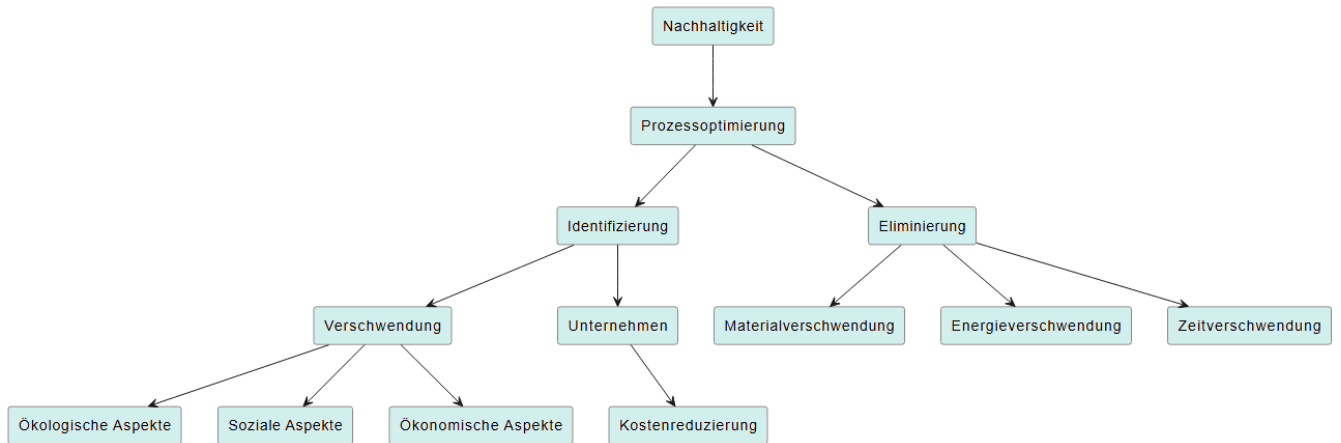 Nachhaltigkeit
Prozessoptimierung
Identifizierung
Eliminierung
Verschwendung
Unternehmen
Materialverschwendung
Energieverschwendung
Zeitverschwendung
Ökologische Aspekte
Soziale Aspekte
Ökonomische Aspekte
Kostenreduzierung